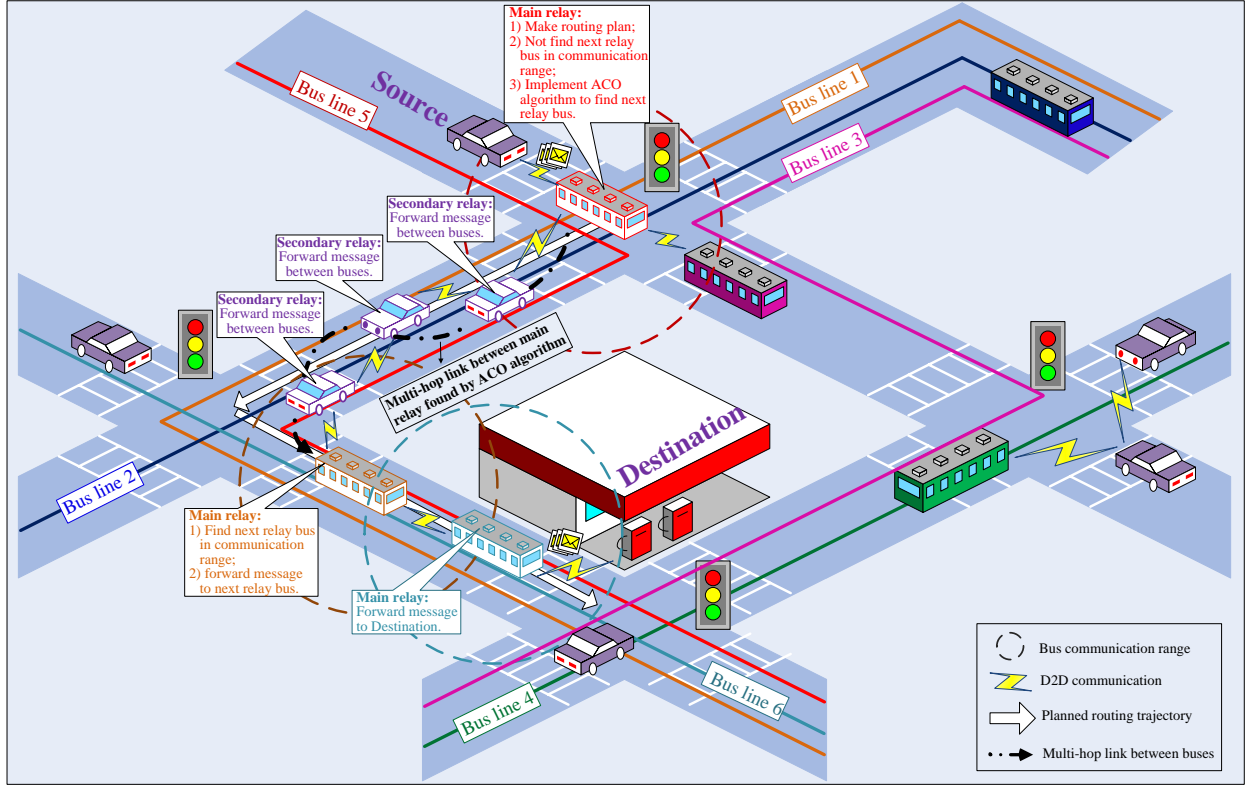 Main relay:
1) Make routing plan;
2) Not find next relay
bus in communication
range;
3) Implement ACO
algorithm to find next
relay bus.
Source
Bus line 5
Bus line 1
Bus line 3
Secondary relay:
Forward message
between buses.
Secondary relay:
Forward message
between buses.
Secondary relay:
Forward message
between buses.
Multi-hop link between main
relay found by ACO algorithm
Destination
Bus line 2
Main relay:
1) Find next relay bus
in communication
range;
2) forward message
to next relay bus.
Main relay:
Forward message
to Destination.
Bus line 4
Bus line 6
Bus communication range
D2D communication
Planned routing trajectory
Multi-hop link between buses